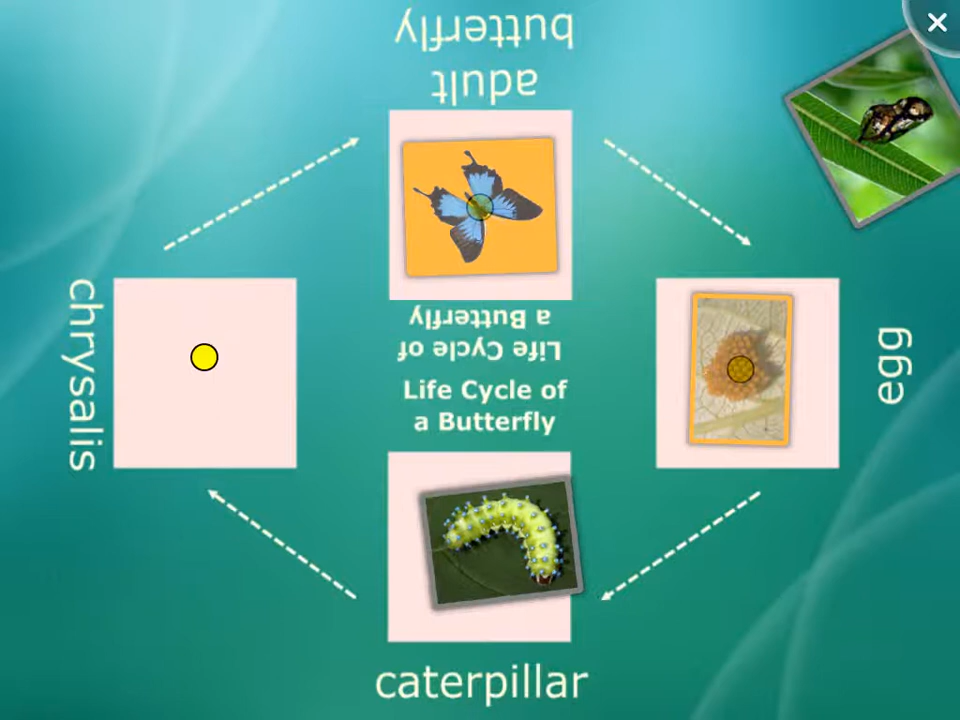 adult
butterfly
chrysalis
Life Cycle of
a Butterfly
Life Cycle of
a Butterfly
egg
caterpillar